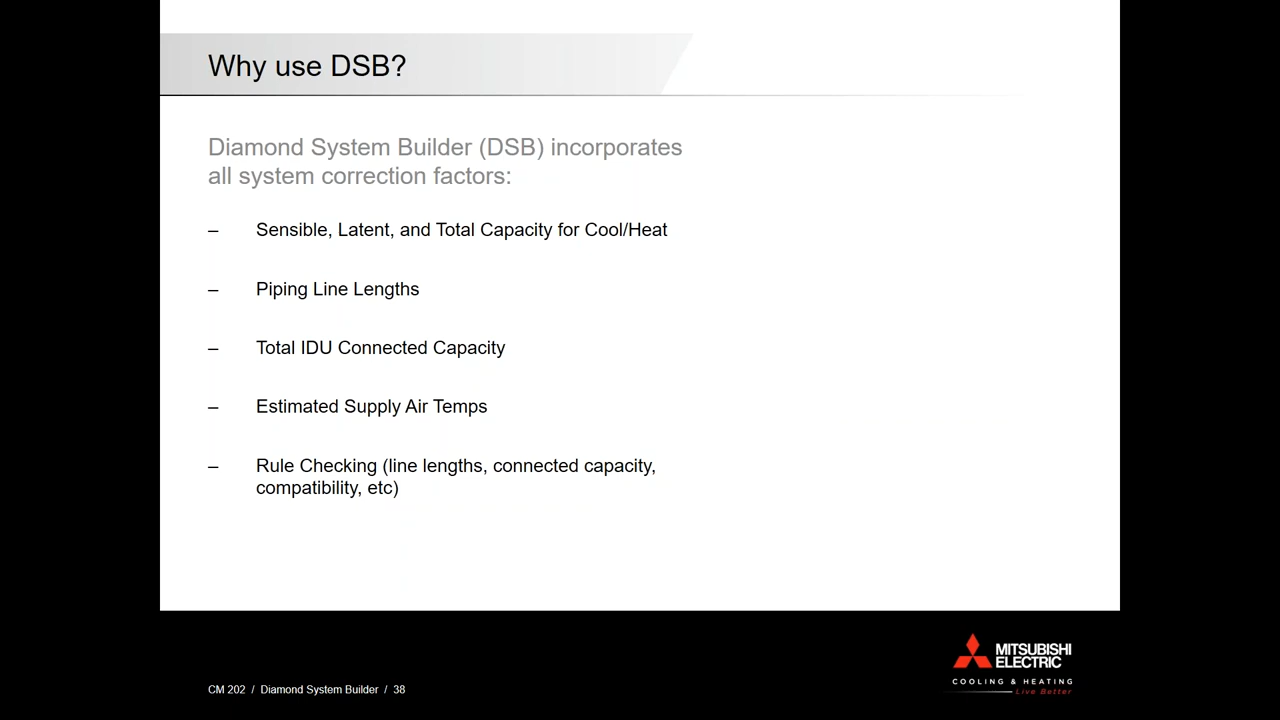 Why use DSB?
Diamond System Builder (DSB) incorporates
all system correction factors:
– Sensible, Latent, and Total Capacity for Cool/Heat
– Piping Line Lengths
– Total IDU Connected Capacity
– Estimated Supply Air Temps
– Rule Checking (line lengths, connected capacity,
compatibility, etc)
MITSUBISHI
ELECTRIC
COOLING & HEATING
Live Better
CM 202 / Diamond System Builder / 38